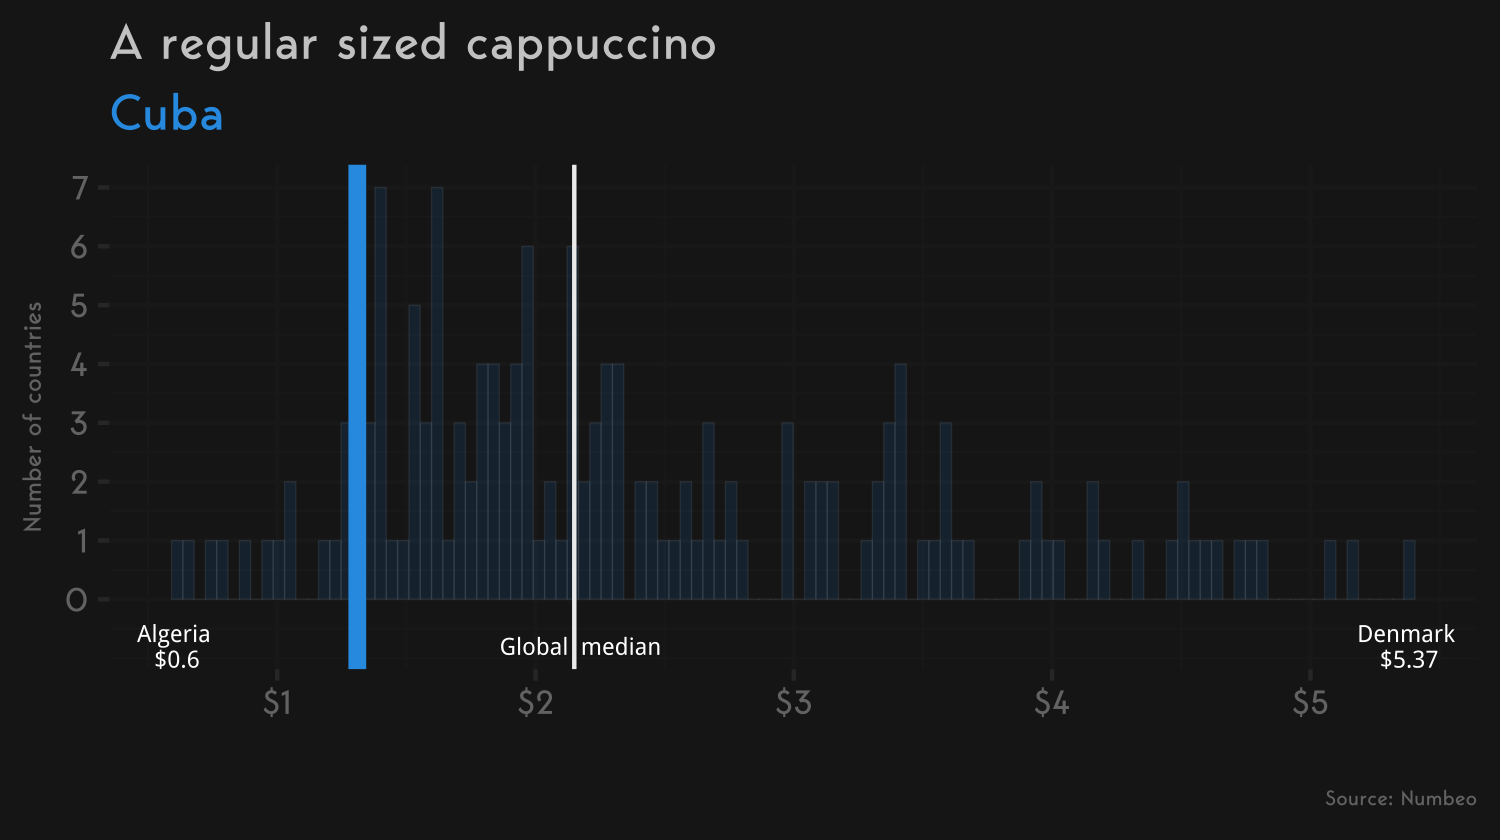 A regular sized cappuccino
Cuba
Number of countries
7
6
5
4
3
2
1
0
Algeria
$0.6
Global median
Denmark
$5.37
$1 $2 $3 $4 $5
Source: Numbeo